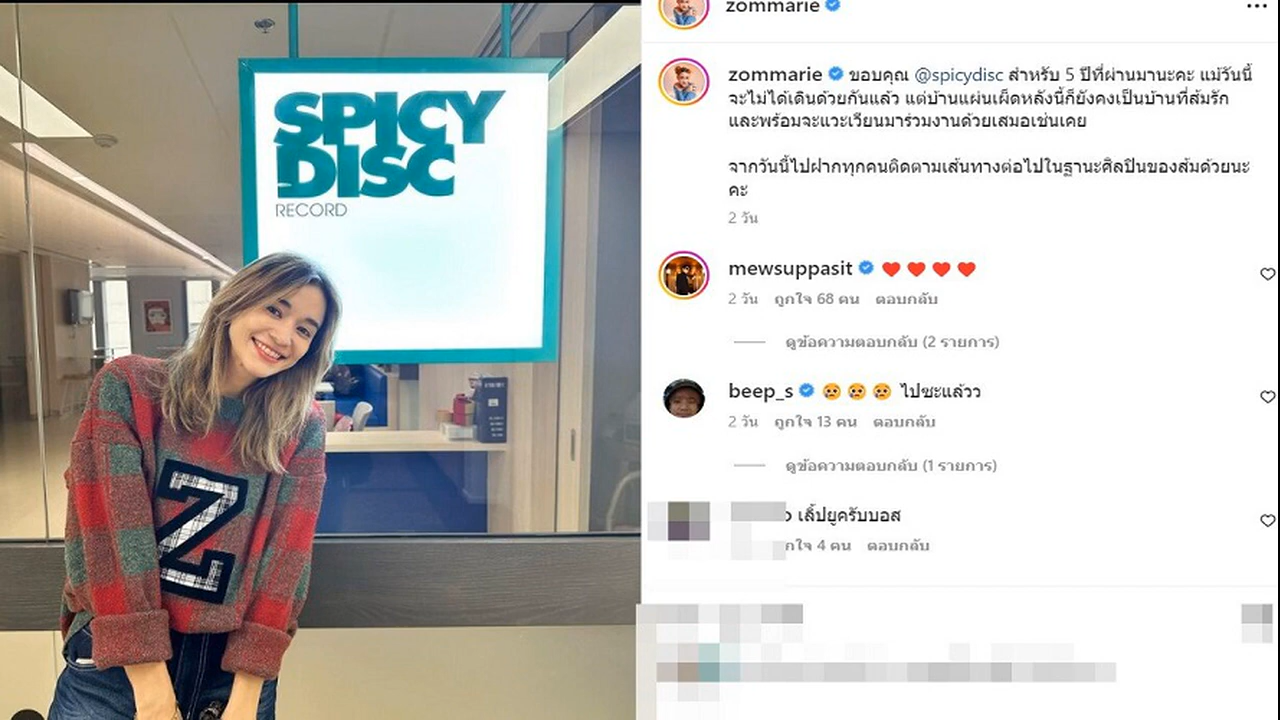 SPICY
DISC
RECORD
Z
zommarie
zommarie ขอบคุณ @spicydisc สำหรับ 5 ปีที่ผ่านมานะคะ แม้วันนี้
จะไม่ได้เดินด้วยกันแล้ว แต่บ้านแผ่นเผ็ดหลังนี้ก็ยังคงเป็นบ้านที่ส้มรัก
และพร้อมจะแวะเวียนมาร่วมงานด้วยเสมอเช่นเคย
จากวันนี้ไปฝากทุกคนติดตามเส้นทางต่อไปในฐานะศิลปินของส้มด้วยนะ
คะ
2 วัน
mewsuppasit ♥️♥️♥️♥️
2 วัน ถูกใจ 68 คน ตอบกลับ
ดูข้อความตอบกลับ (2 รายการ)
beep_s 😢😢😢 ไปซะแล้วว
2 วัน ถูกใจ 13 คน ตอบกลับ
ดูข้อความตอบกลับ (1 รายการ)
เลิ้ปยูครับบอส
4 คน ตอบกลับ